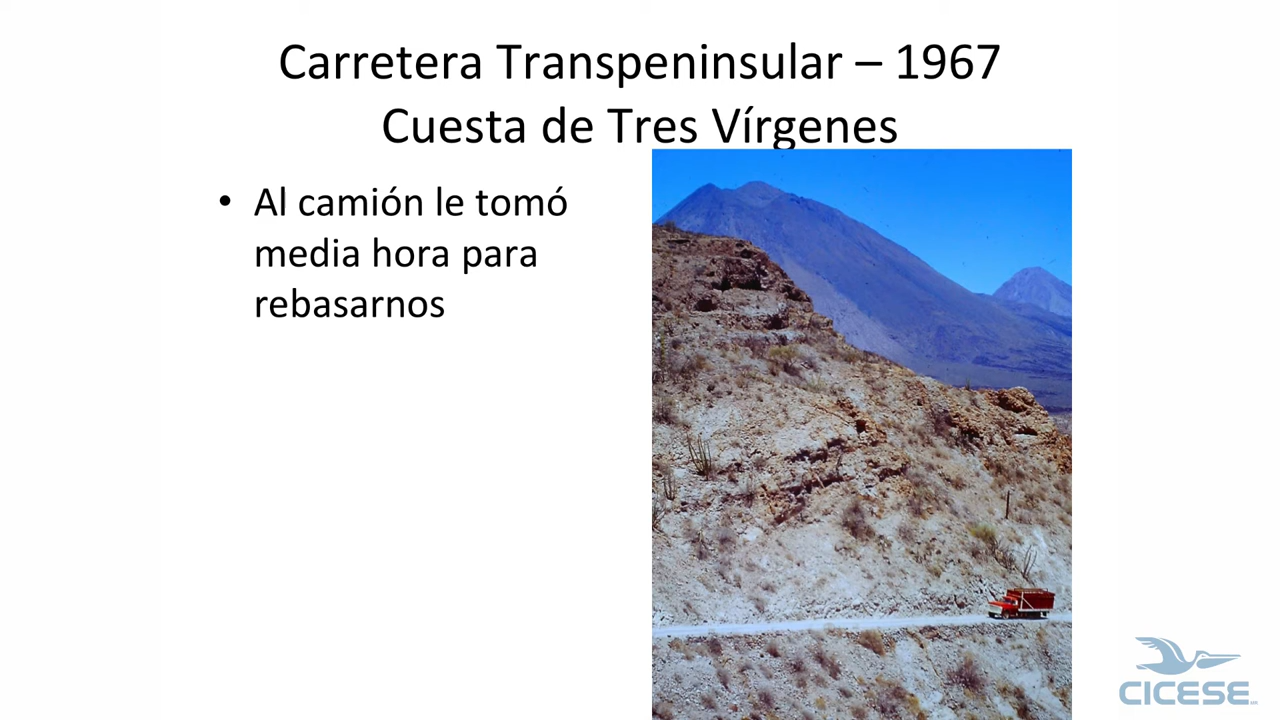 Carretera Transpeninsular – 1967
Cuesta de Tres Vírgenes
• Al camión le tomó
media hora para
rebasarnos
CICESE